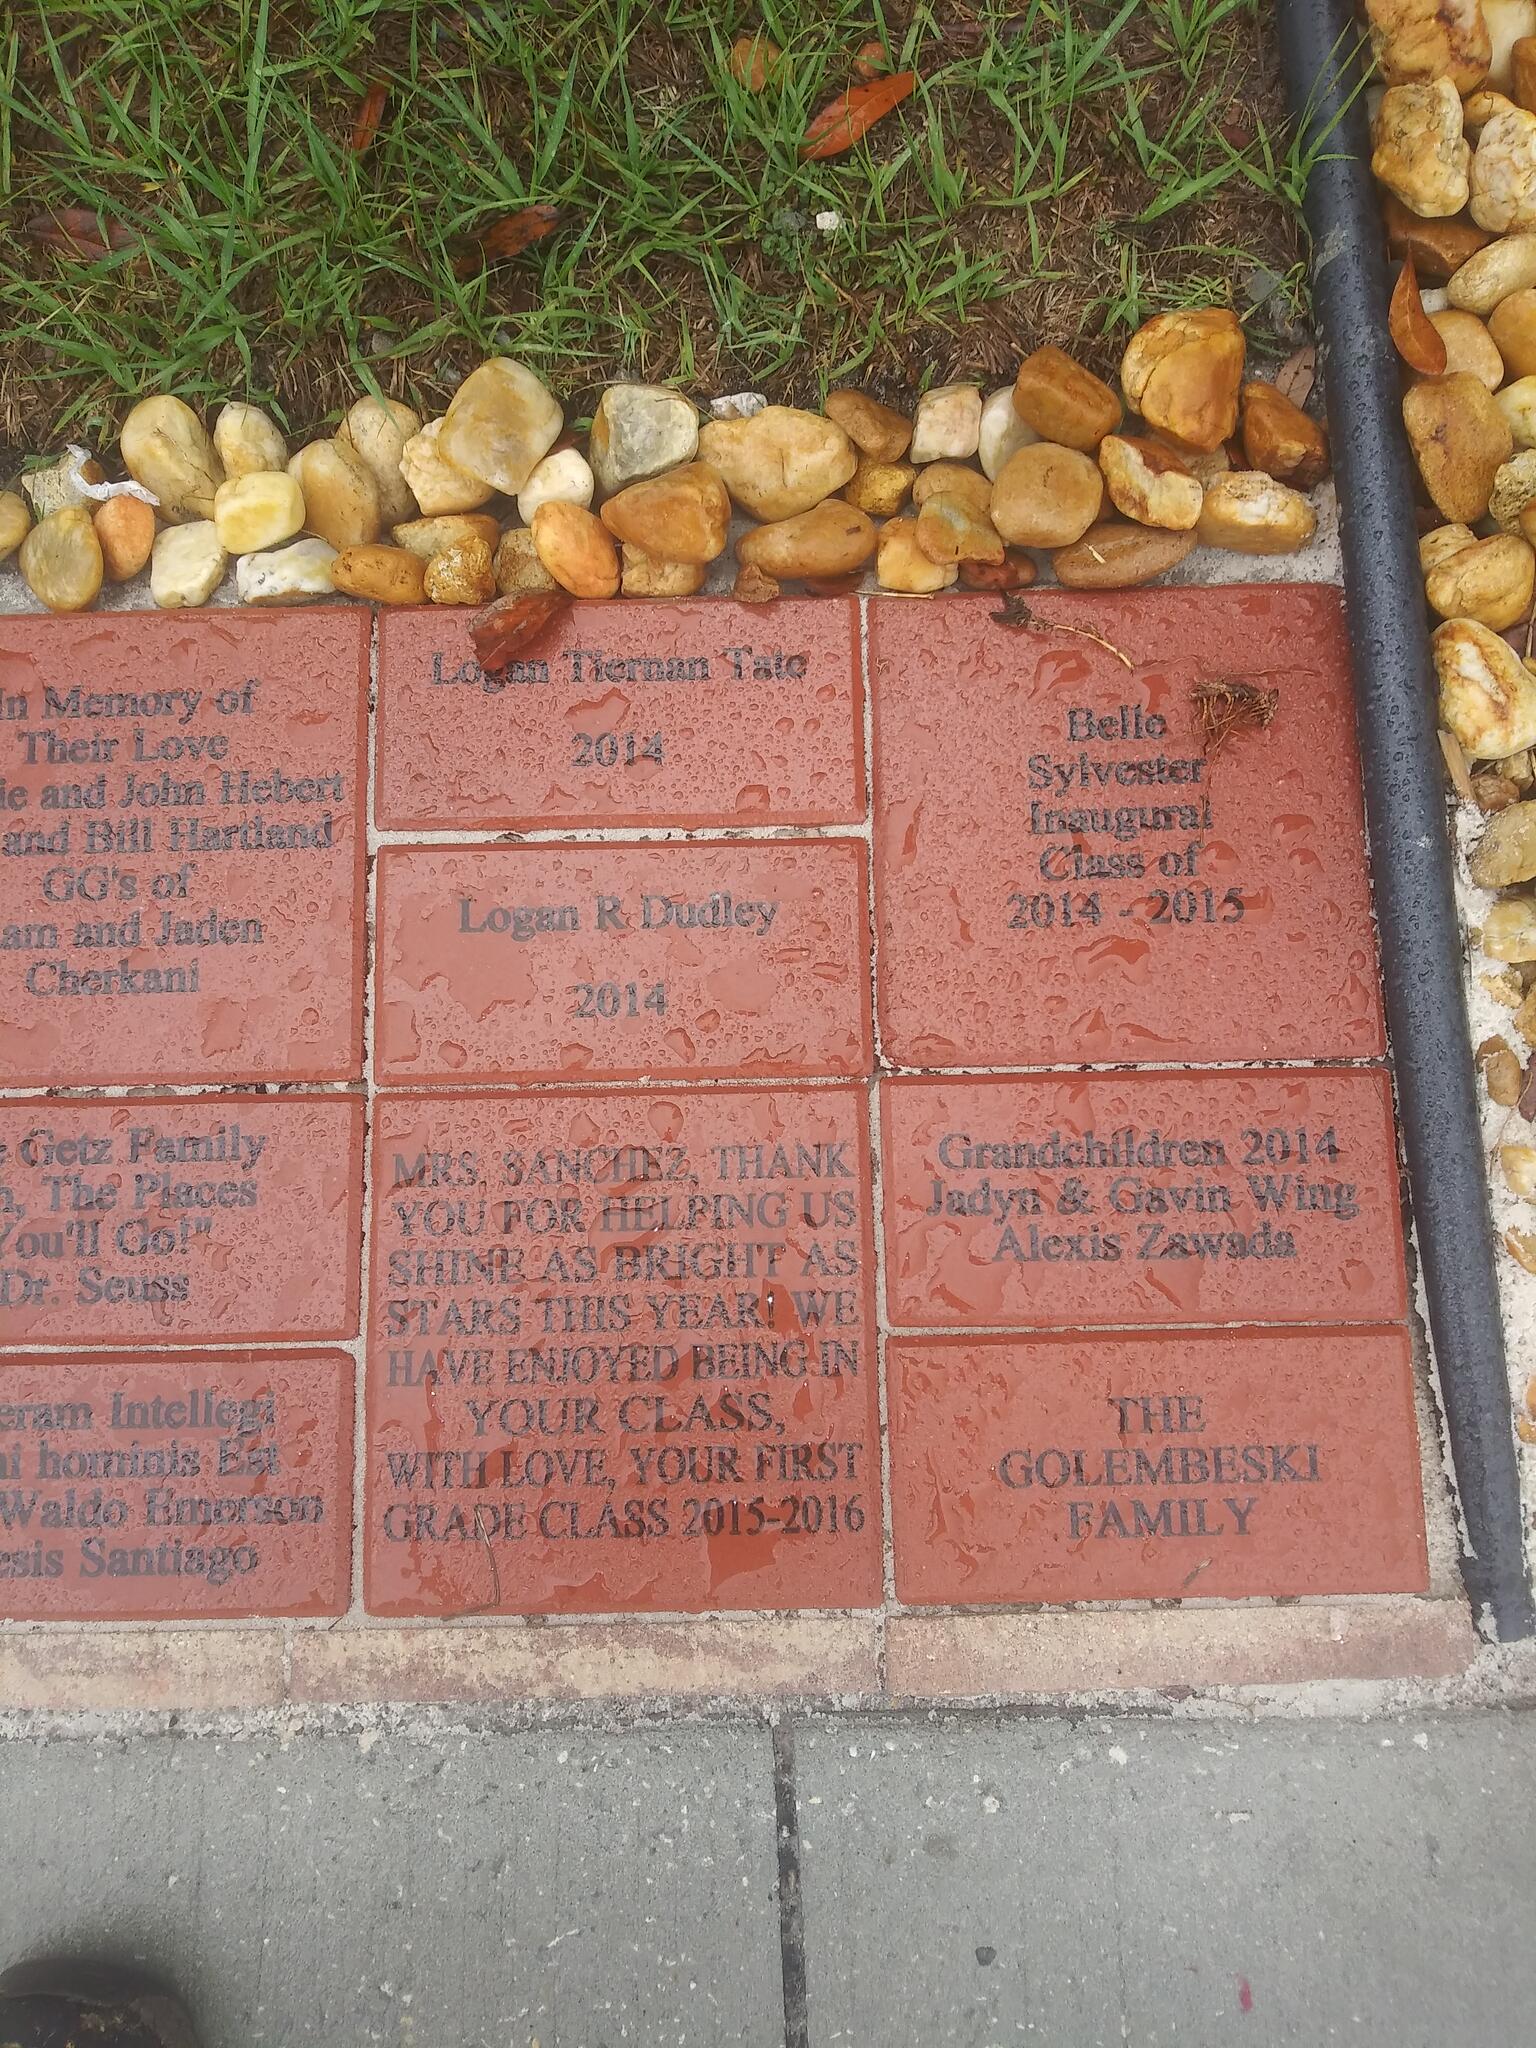 In Memory of
Their Love
ie and John Hebert
and Bill Hartland
GG's of
am and Jaden
Cherkani
Logan Tiernan Tate
2014
Logan R Dudley
2014
Belle
Sylvester
Inaugural
Class of
2014 - 2015
Getz Family
The Places
You'll Go!"
Dr. Seuss
eram Intellegi
hominis Est
Waldo Emerson
esis Santiago
MRS. SANCHEZ, THANK
YOU FOR HELPING US
SHINE AS BRIGHT AS
STARS THIS YEAR! WE
HAVE ENJOYED BEING IN
YOUR CLASS,
WITH LOVE, YOUR FIRST
GRADE CLASS 2015-2016
Grandchildren 2014
Jadyn & Gavin Wing
Alexis Zawada
THE
GOLEMBESKI
FAMILY